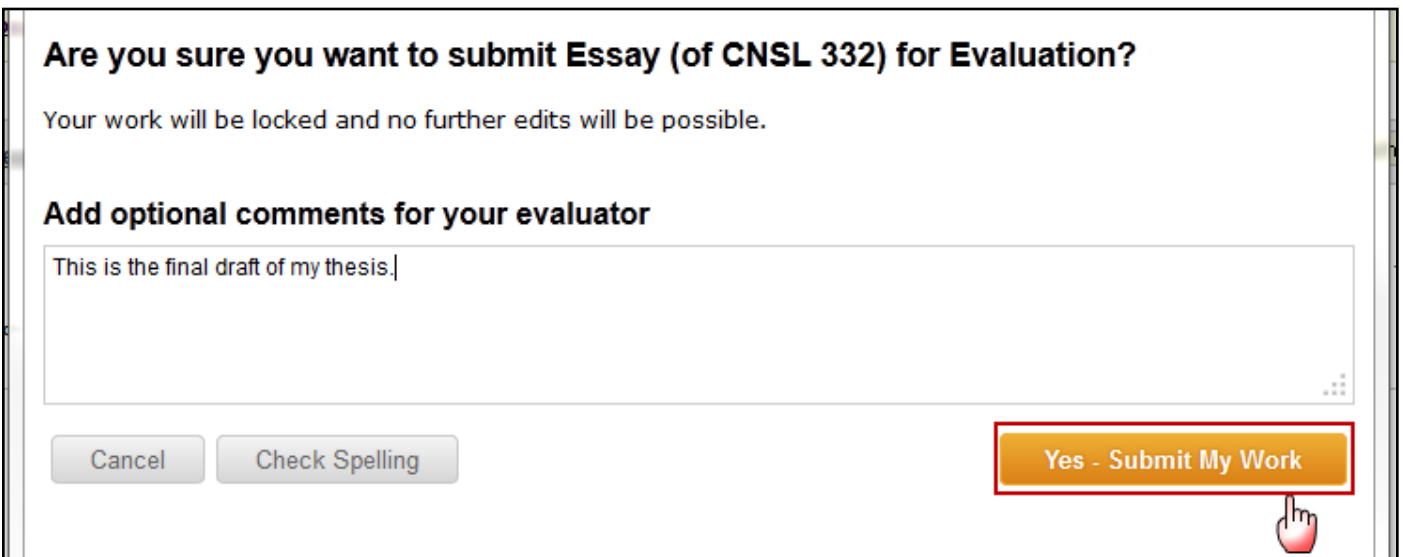 Are you sure you want to submit Essay (of CNSL 332) for Evaluation?
Your work will be locked and no further edits will be possible.
Add optional comments for your evaluator
This is the final draft of my thesis.
Cancel Check Spelling Yes - Submit My Work